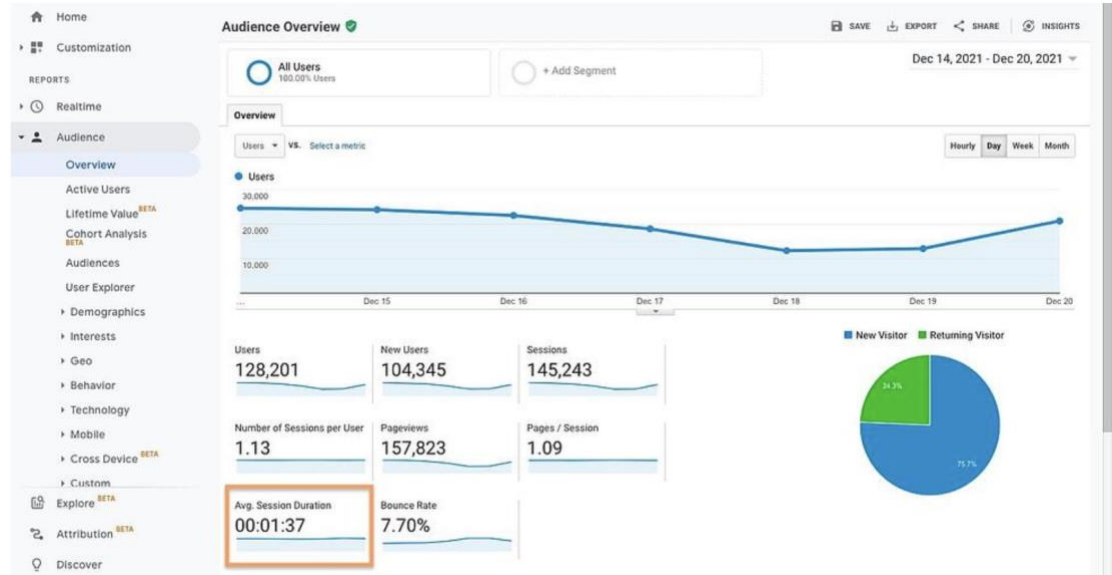 Home
Customization
REPORTS
Realtime
Audience
Overview
Active Users
Lifetime Value BETA
Cohort Analysis
BETA
Audiences
User Explorer
Demographics
Interests
Geo
Behavior
Technology
Mobile
Cross Device BETA
Custom
Explore BETA
Attribution BETA
Discover
Audience Overview
SAVE EXPORT SHARE INSIGHTS
All Users
100.00% Users
+ Add Segment
Dec 14, 2021 - Dec 20, 2021
Overview
Users VS. Select a metric
Hourly Day Week Month
Users
30,000
20,000
10,000
... Dec 15 Dec 16 Dec 17 Dec 18 Dec 19 Dec 20
New Visitor Returning Visitor
Users New Users Sessions
128,201 104,345 145,243
24.3%
Number of Sessions per User Pageviews Pages / Session
1.13 157,823 1.09
75.7%
Avg. Session Duration Bounce Rate
00:01:37 7.70%